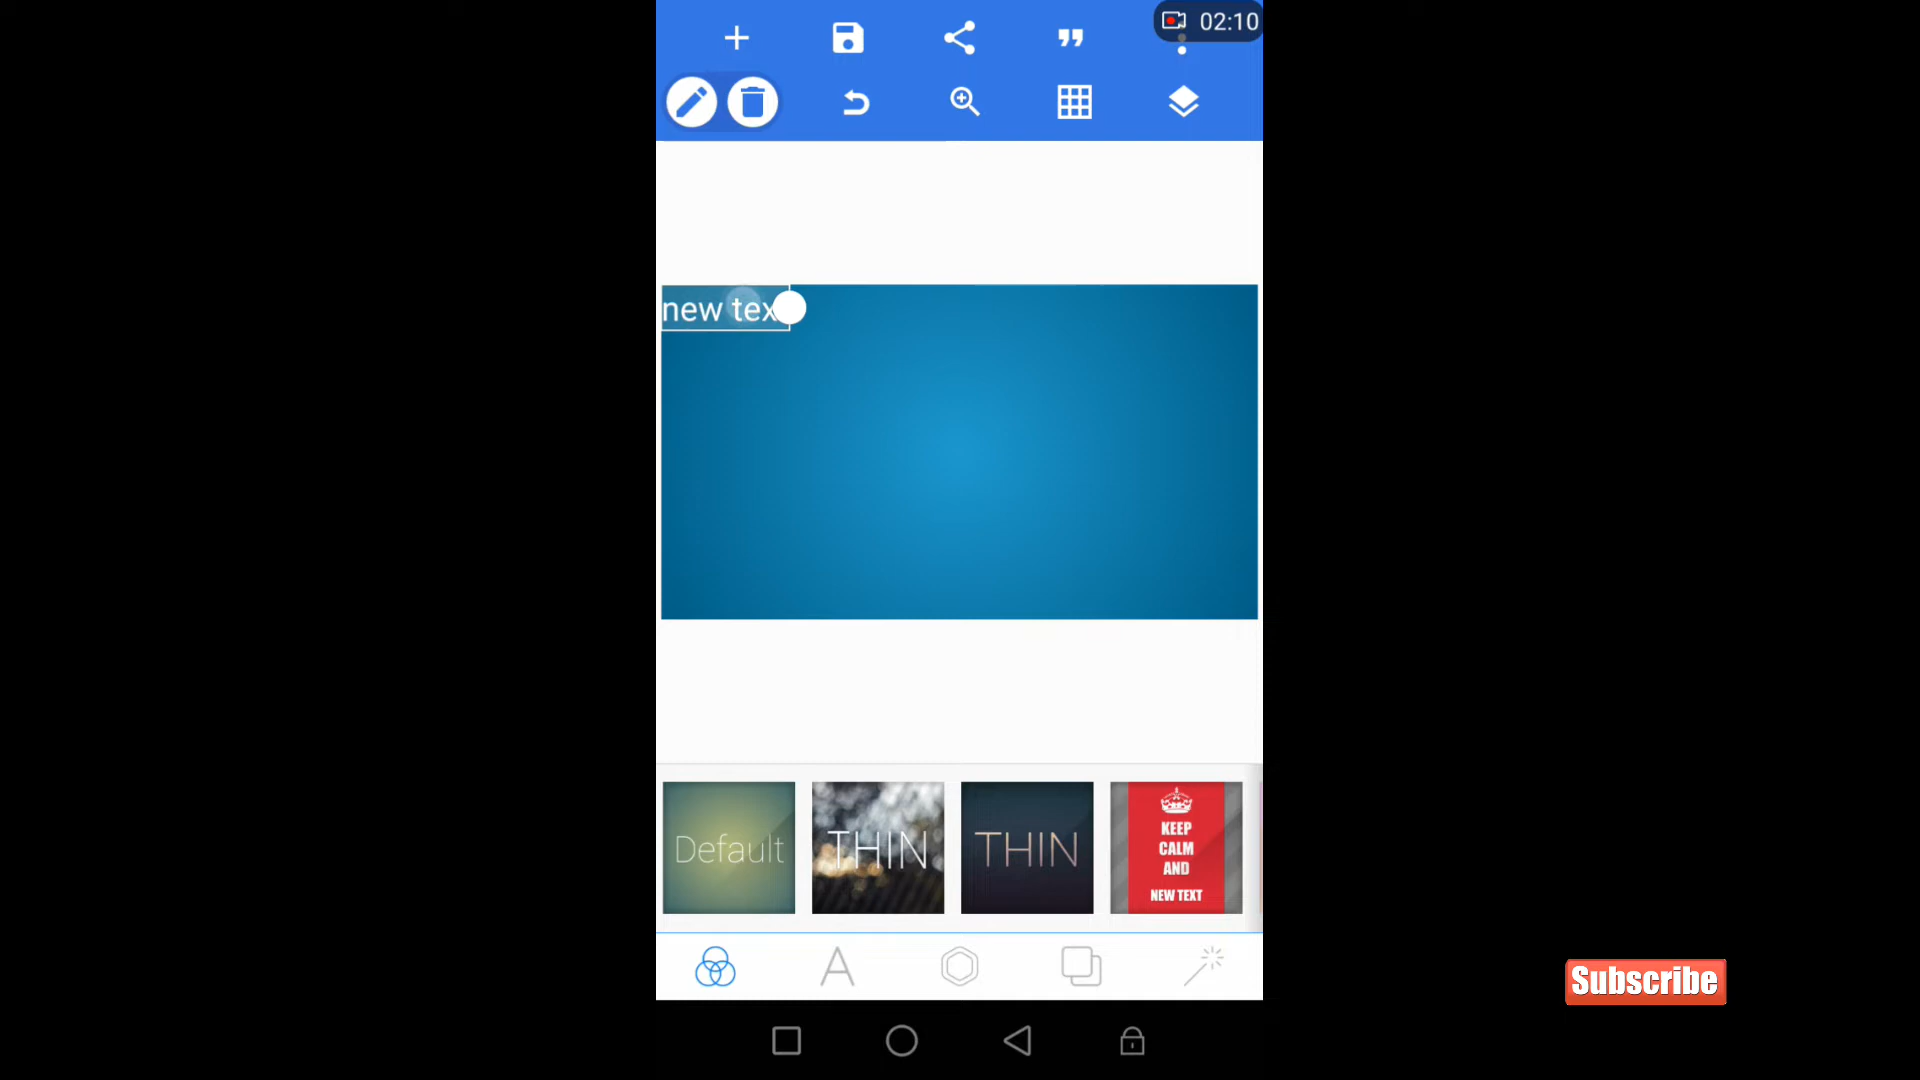 02:10
new tex
Default
THIN
THIN
KEEP
CALM
AND
NEW TEXT
Subscribe